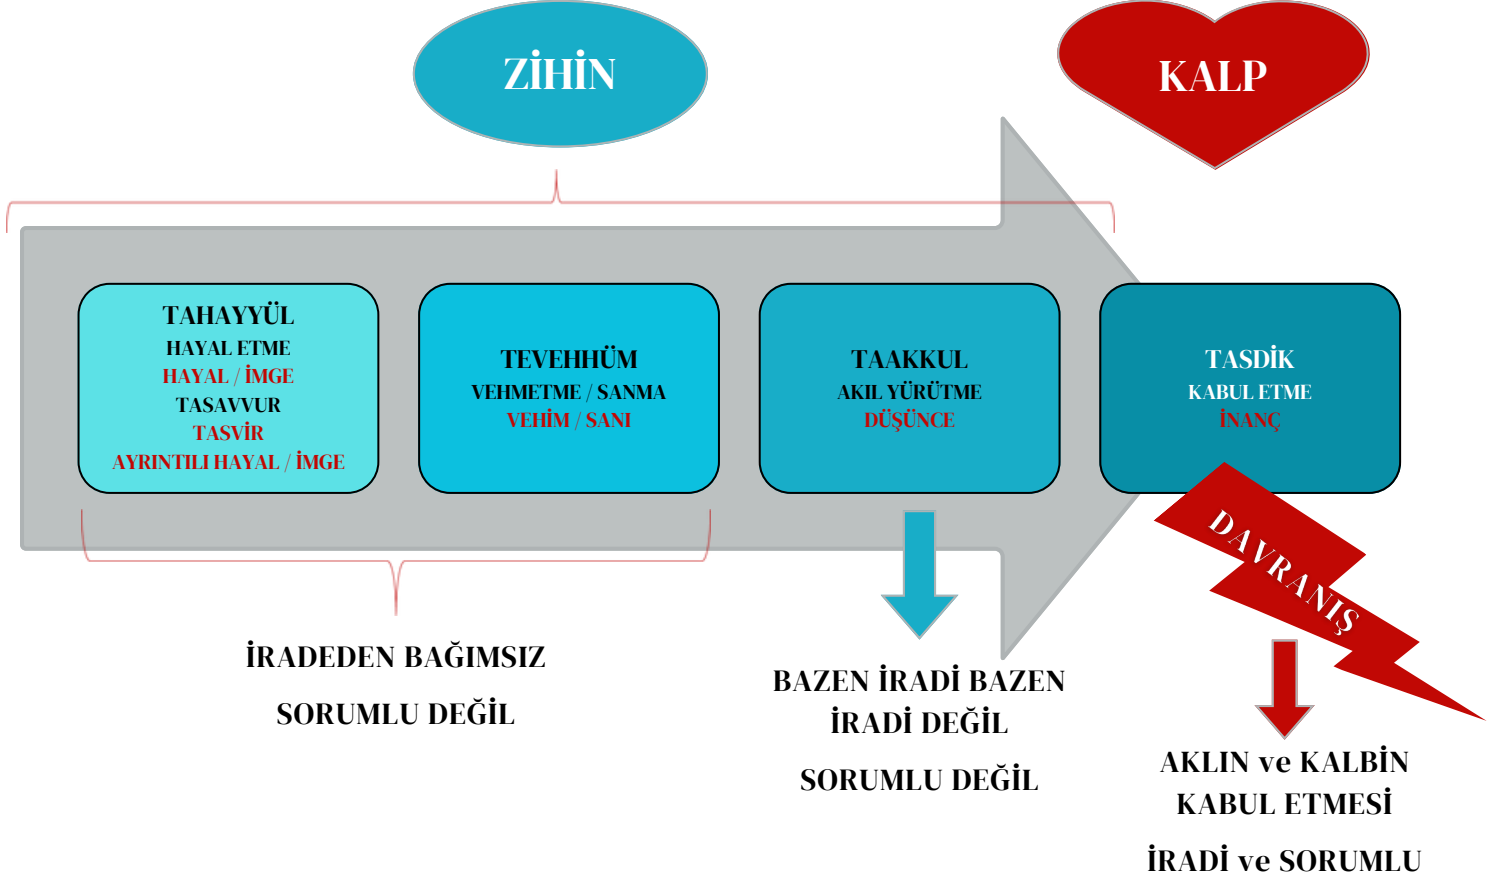 ZİHİN
KALP
TAHAYYÜL
HAYAL ETME
HAYAL / İMGE
TASAVVUR
TASVİR
AYRINTILI HAYAL / İMGE
TEVEHHÜM
VEHMETME / SANMA
VEHİM / SANI
TAAKKUL
AKIL YÜRÜTME
DÜŞÜNCE
TASDİK
KABUL ETME
İNANÇ
DAVRANIŞ
İRADEDEN BAĞIMSIZ
SORUMLU DEĞİL
BAZEN İRADİ BAZEN
İRADİ DEĞİL
SORUMLU DEĞİL
AKLIN ve KALBİN
KABUL ETMESİ
İRADİ ve SORUMLU